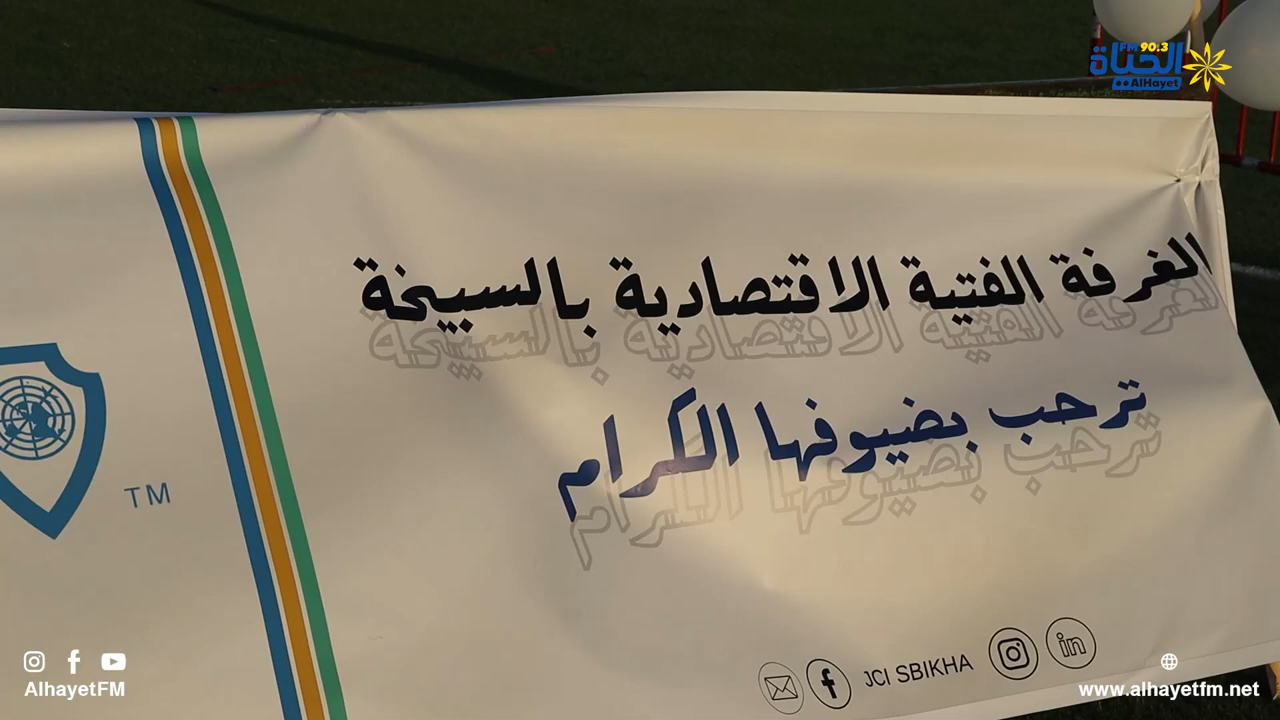 FM 90.3
الحياة
AlHayet
الغرفة الفتية الاقتصادية بالسبيخة
ترحب بضيوفها الكرام
TM
JCI SBIKHA
AlhayetFM
www.alhayetfm.net